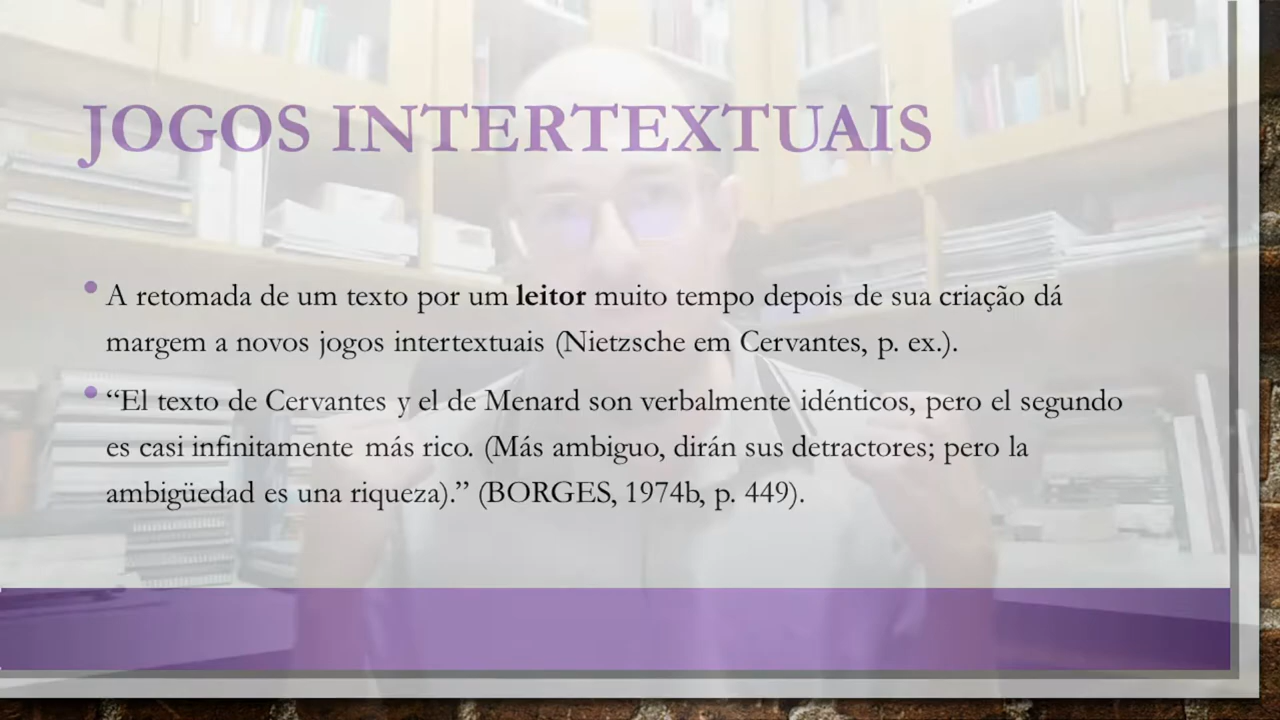 JOGOS INTERTEXTUAIS
• A retomada de um texto por um leitor muito tempo depois de sua criação dá
margem a novos jogos intertextuais (Nietzsche em Cervantes, p. ex.).
• “El texto de Cervantes y el de Menard son verbalmente idénticos, pero el segundo
es casi infinitamente más rico. (Más ambiguo, dirán sus detractores; pero la
ambigüedad es una riqueza).” (BORGES, 1974b, p. 449).